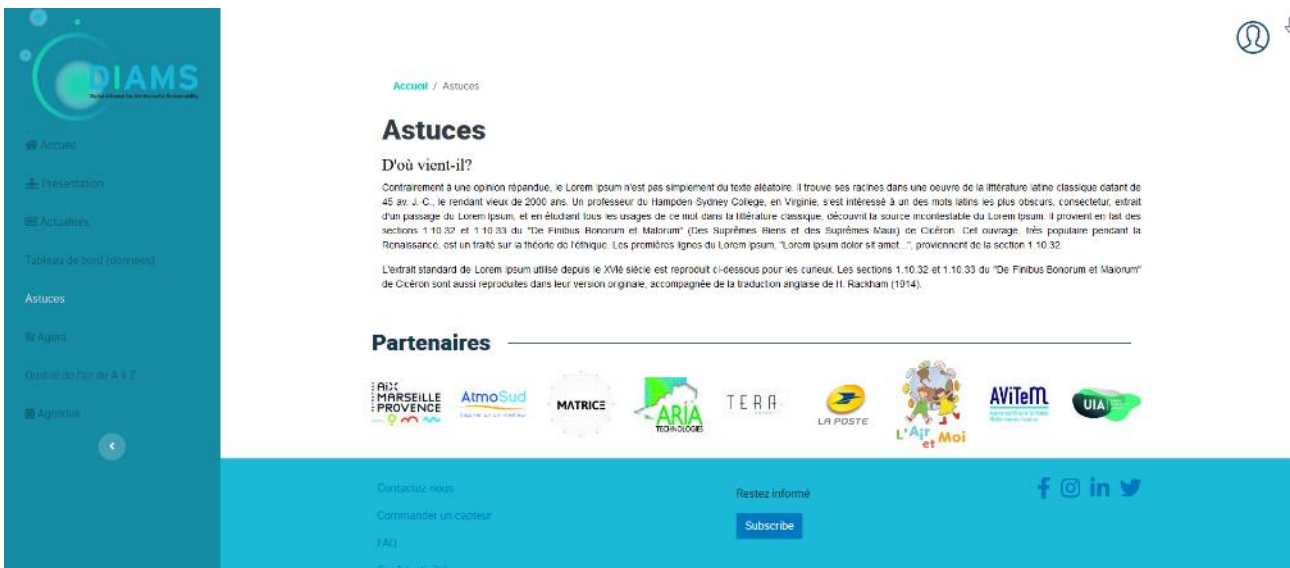 DIAMS
Accueil
Présentation
Actualités
Tableau de bord (données)
Astuces
Agora
Qualité de l'air de A à Z
Agendas
Accueil / Astuces
Astuces
D'où vient-il?
Contrairement à une opinion répandue, le Lorem Ipsum n'est pas simplement du texte aléatoire. Il trouve ses racines dans une oeuvre de la littérature latine classique datant de
45 av. J.-C., le rendant vieux de 2000 ans. Un professeur du Hampden-Sydney College, en Virginie, s'est intéressé à un des mots latins les plus obscurs, consectetur, extrait
d'un passage du Lorem Ipsum, et en étudiant tous les usages de ce mot dans la littérature classique, découvrit la source incontestable du Lorem Ipsum. Il provient en fait des
sections 1.10.32 et 1.10.33 du "De Finibus Bonorum et Malorum" (Des Suprêmes Biens et des Suprêmes Maux) de Cicéron. Cet ouvrage, très populaire pendant la
Renaissance, est un traité sur la théorie de l'éthique. Les premières lignes du Lorem Ipsum, "Lorem ipsum dolor sit amet...", proviennent de la section 1.10.32.
L'extrait standard de Lorem Ipsum utilisé depuis le XVIè siècle est reproduit ci-dessous pour les curieux. Les sections 1.10.32 et 1.10.33 du "De Finibus Bonorum et Malorum"
de Cicéron sont aussi reproduites dans leur version originale, accompagnée de la traduction anglaise de H. Rackham (1914).
Partenaires
AIX
MARSEILLE
PROVENCE
AtmoSud
MATRICE
ARIA
TECHNOLOGIES
TERA
LA POSTE
L'Air
et Moi
AViTeM
UIA
Contactez-nous
Commander un capteur
FAQ
Restez informé
Subscribe